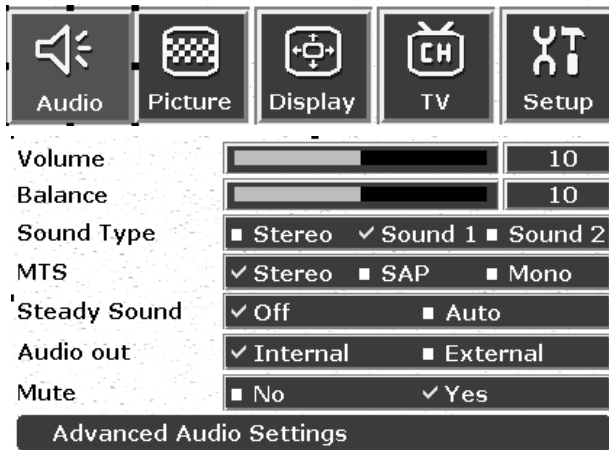 CH
Audio Picture Display TV Setup
Volume 10
Balance 10
Sound Type Stereo Sound 1 Sound 2
MTS Stereo SAP Mono
Steady Sound Off Auto
Audio out Internal External
Mute No Yes
Advanced Audio Settings